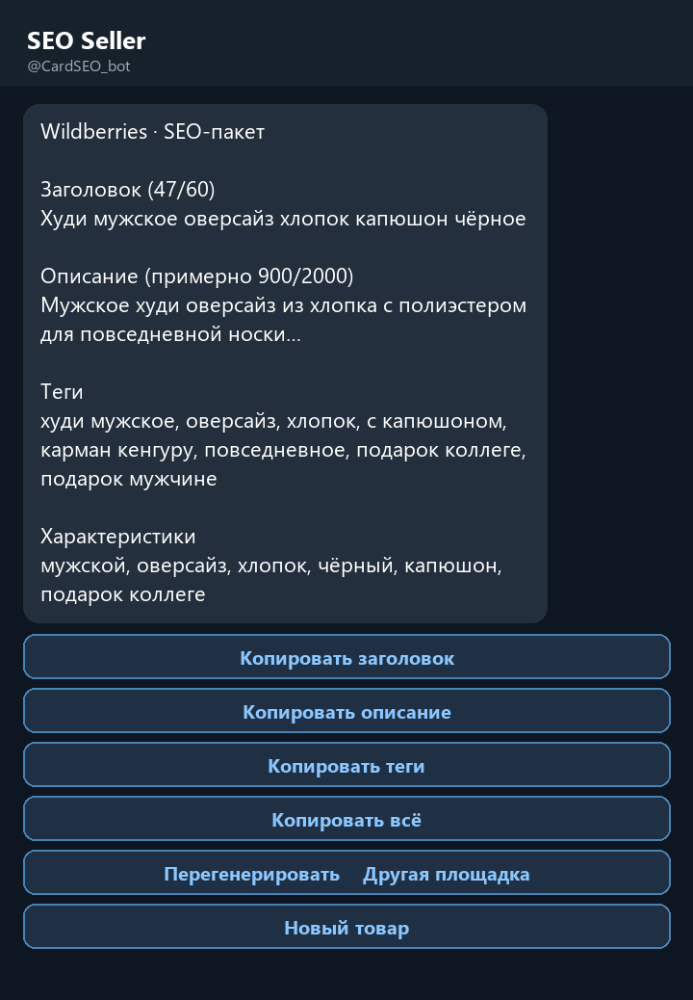 SEO Seller
@CardSEO_bot
Wildberries · SEO-пакет
Заголовок (47/60)
Худи мужское оверсайз хлопок капюшон чёрное
Описание (примерно 900/2000)
Мужское худи оверсайз из хлопка с полиэстером
для повседневной носки...
Теги
худи мужское, оверсайз, хлопок, с капюшоном,
карман кенгуру, повседневное, подарок коллеге,
подарок мужчине
Характеристики
мужской, оверсайз, хлопок, чёрный, капюшон,
подарок коллеге
Копировать заголовок
Копировать описание
Копировать теги
Копировать всё
Перегенерировать Другая площадка
Новый товар